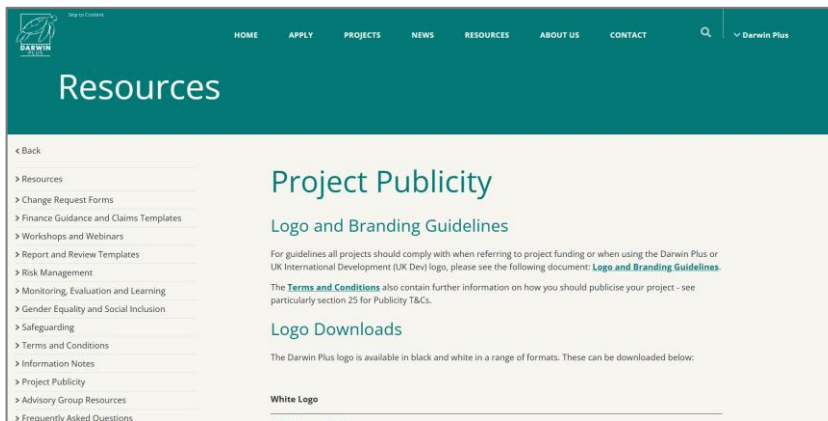 Skip to Content
DARWIN
PLUS
HOME APPLY PROJECTS NEWS RESOURCES ABOUT US CONTACT Darwin Plus
Resources
Back
Resources
Change Request Forms
Finance Guidance and Claims Templates
Workshops and Webinars
Report and Review Templates
Risk Management
Monitoring, Evaluation and Learning
Gender Equality and Social Inclusion
Safeguarding
Terms and Conditions
Information Notes
Project Publicity
Advisory Group Resources
Frequently Asked Questions
Project Publicity
Logo and Branding Guidelines
For guidelines all projects should comply with when referring to project funding or when using the Darwin Plus or
UK International Development (UK Dev) logo, please see the following document: Logo and Branding Guidelines.
The Terms and Conditions also contain further information on how you should publicise your project - see
particularly section 25 for Publicity T&Cs.
Logo Downloads
The Darwin Plus logo is available in black and white in a range of formats. These can be downloaded below:
White Logo